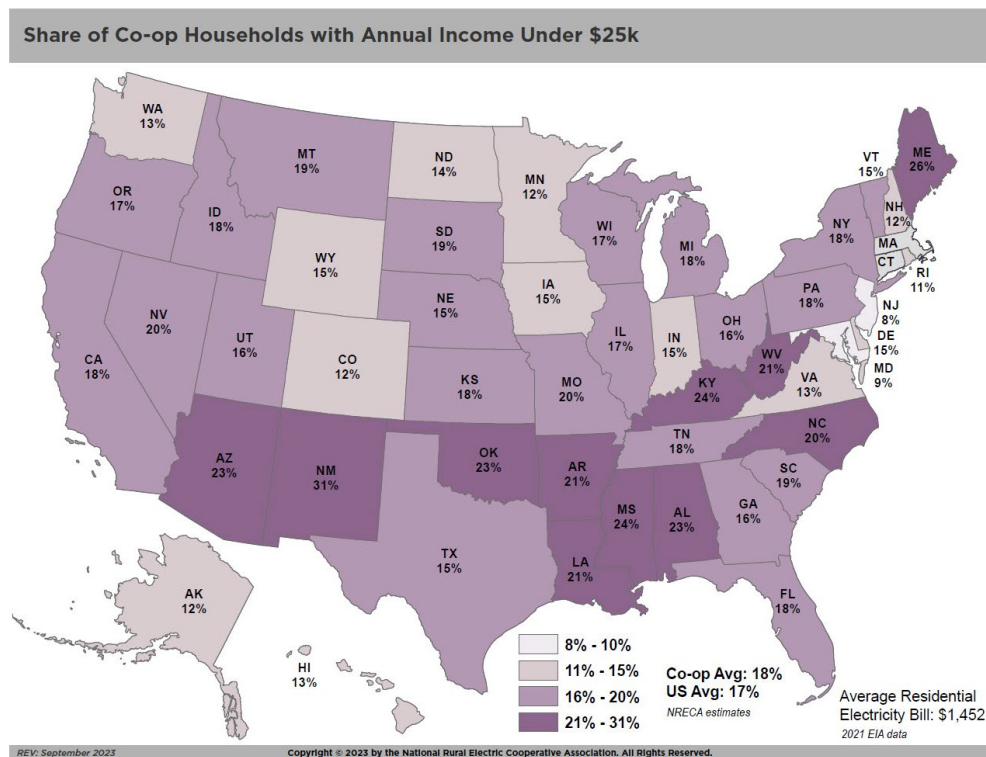 Share of Co-op Households with Annual Income Under $25k
WA
13%
MT
19%
ND
14%
MN
12%
VT
15%
ME
26%
OR
17%
ID
18%
SD
19%
WI
17%
MI
18%
NY
18%
NH
12%
MA
CT
RI
11%
WY
15%
NE
15%
IA
15%
PA
18%
NJ
8%
DE
15%
MD
9%
NV
20%
UT
16%
CO
12%
IL
17%
IN
15%
OH
16%
WV
21%
VA
13%
CA
18%
KS
18%
MO
20%
KY
24%
NC
20%
TN
18%
AZ
23%
NM
31%
OK
23%
AR
21%
SC
19%
MS
24%
AL
23%
GA
16%
TX
15%
LA
21%
FL
18%
AK
12%
HI
13%
8% - 10%
11% - 15%
16% - 20%
21% - 31%
Co-op Avg: 18%
US Avg: 17%
NRECA estimates
Average Residential
Electricity Bill: $1,452
2021 EIA data
REV: September 2023
Copyright © 2023 by the National Rural Electric Cooperative Association. All Rights Reserved.